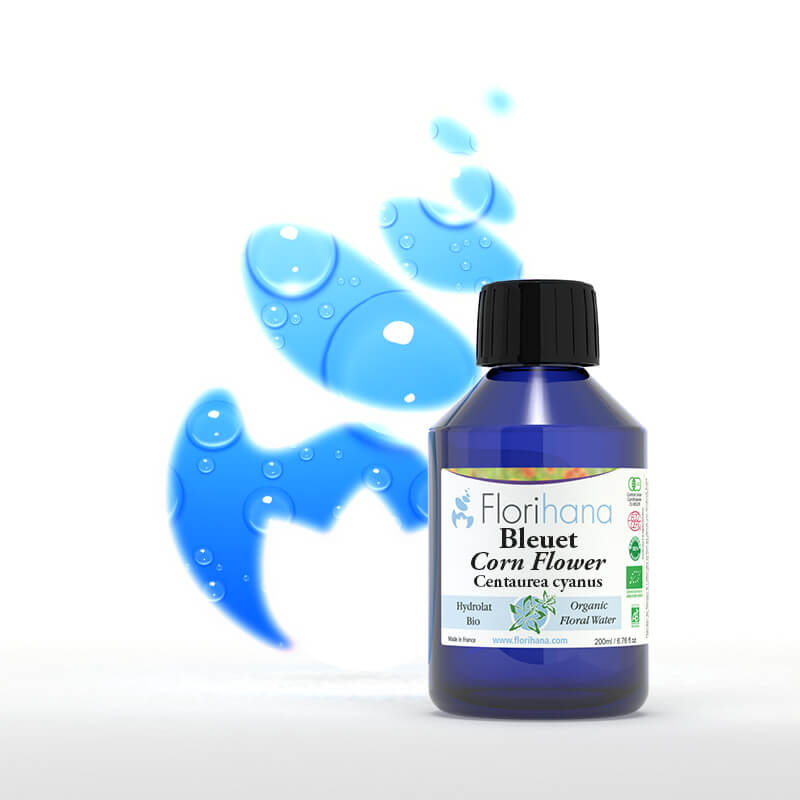 Florihana
Bleuet
Corn Flower
Centaurea cyanus
Hydrolat
Bio
Organic
Floral Water
Made in France
www.florihana.com
200ml / 6.76 fl oz